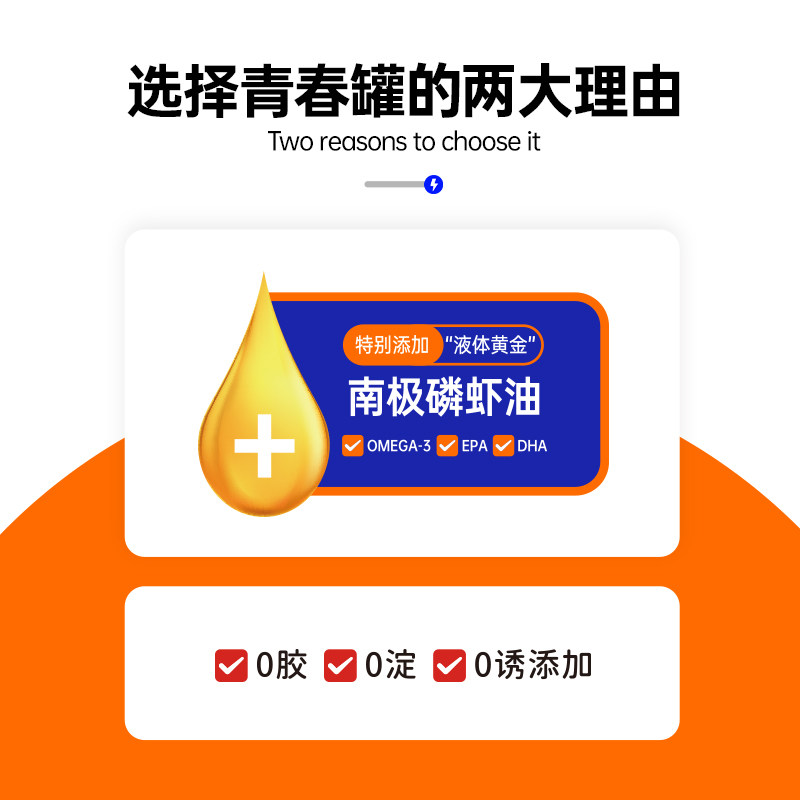 选择青春罐的两大理由
Two reasons to choose it
特别添加 "液体黄金"
南极磷虾油
OMEGA-3 EPA DHA
0胶 0淀 0诱添加